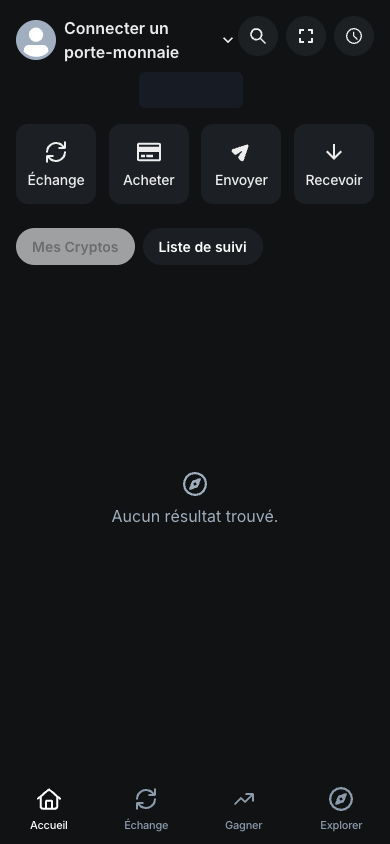 Connecter un
porte-monnaie
Échange
Acheter
Envoyer
Recevoir
Mes Cryptos
Liste de suivi
Aucun résultat trouvé.
Accueil
Échange
Gagner
Explorer